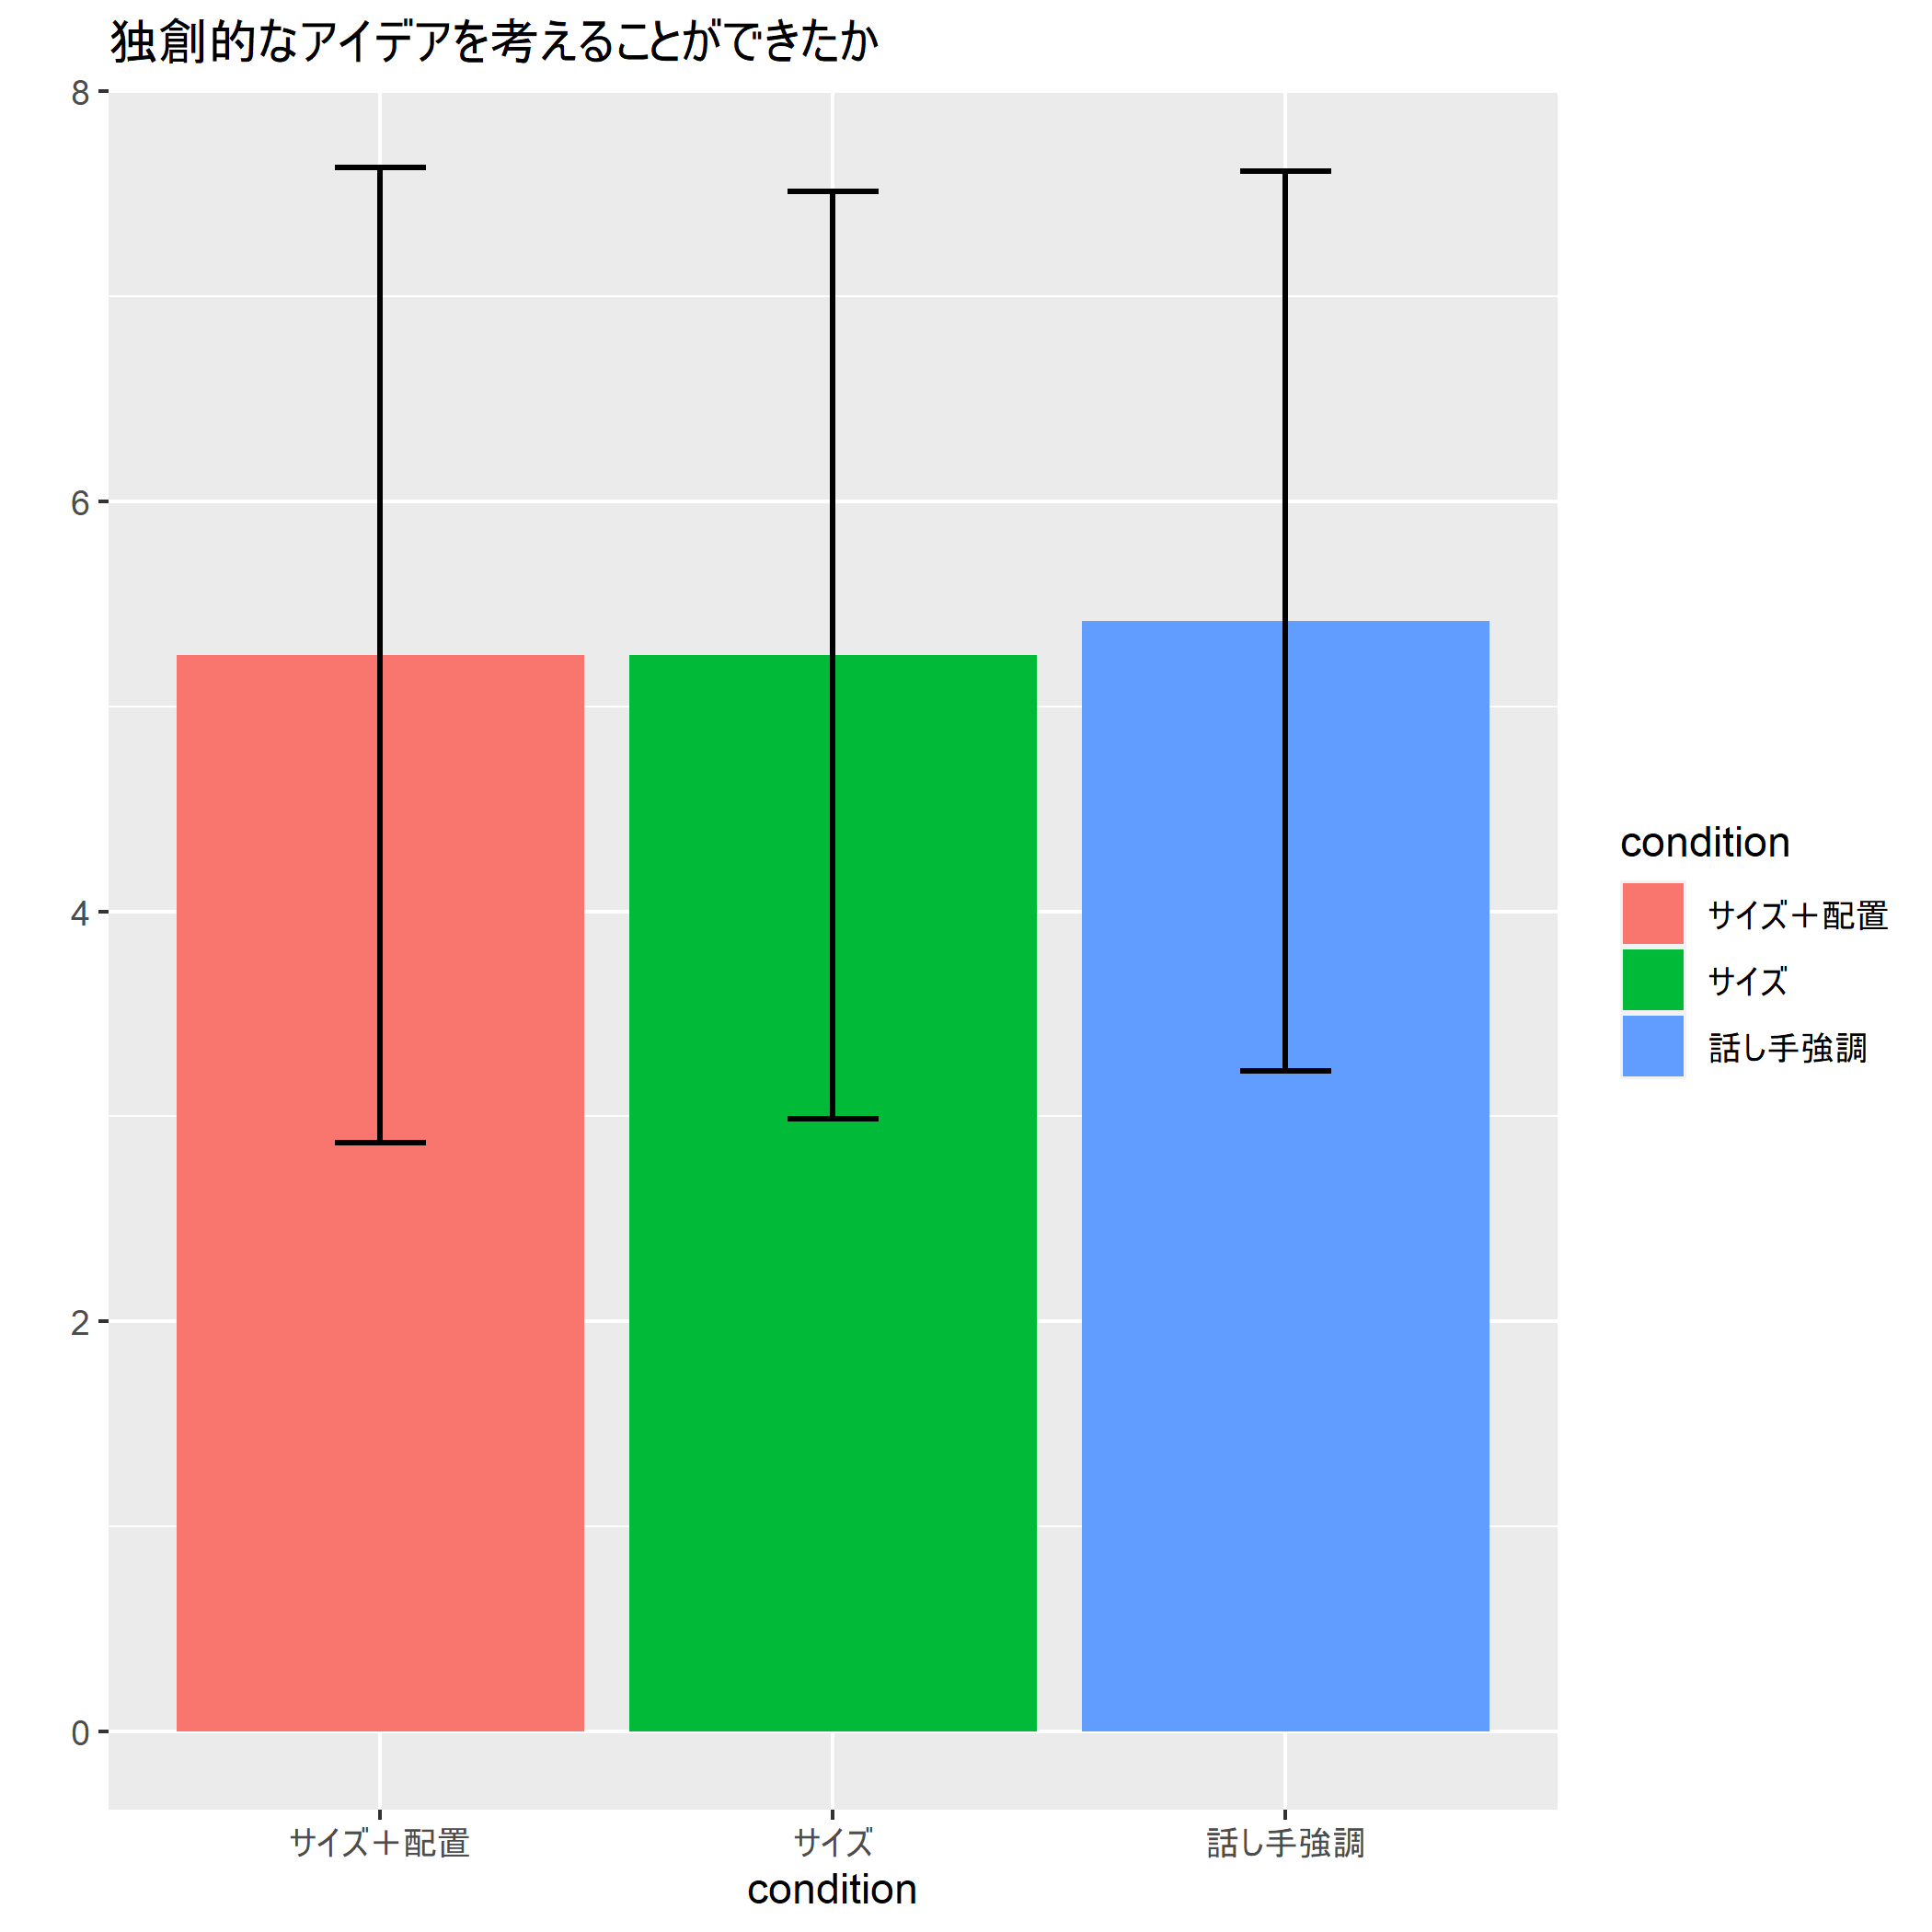 独創的なアイデアを考えることができたか
8
6
4
2
0
サイズ＋配置
サイズ
話し手強調
condition
condition
サイズ＋配置
サイズ
話し手強調